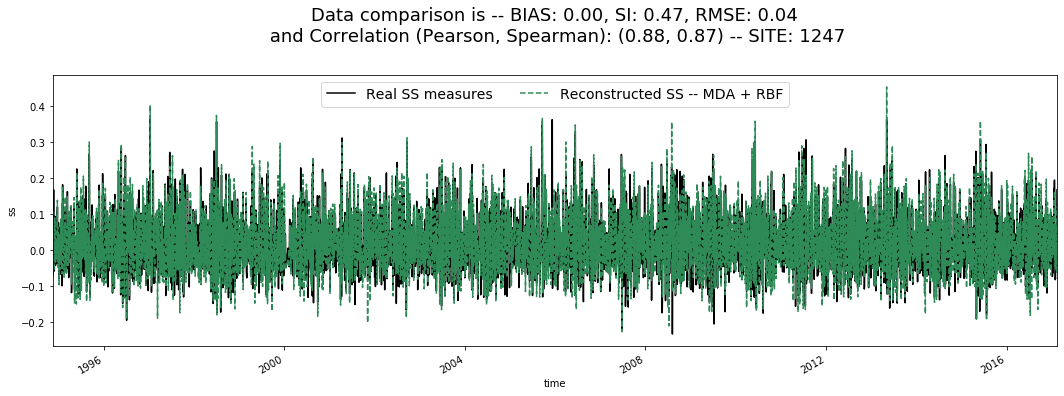 Data comparison is -- BIAS: 0.00, SI: 0.47, RMSE: 0.04
and Correlation (Pearson, Spearman): (0.88, 0.87) -- SITE: 1247
Real SS measures
Reconstructed SS -- MDA + RBF
0.4
0.3
0.2
0.1
0.0
−0.1
−0.2
ss
1996
2000
2004
2008
2012
2016
time